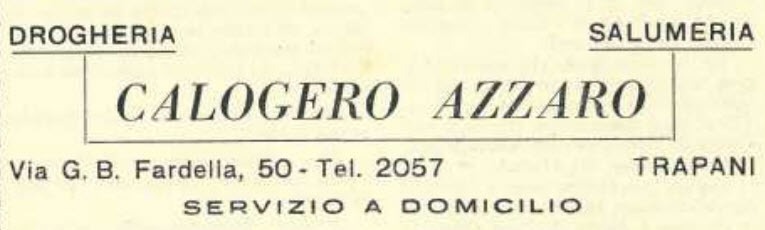 DROGHERIA SALUMERIA
CALOGERO AZZARO
Via G. B. Fardella, 50 - Tel. 2057 TRAPANI
SERVIZIO A DOMICILIO